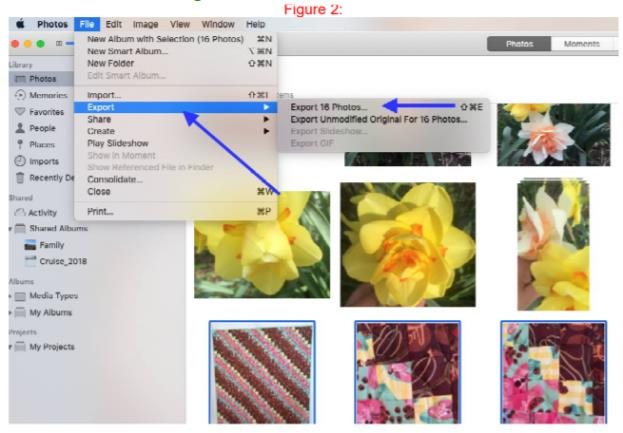 Figure 2:
Photos File Edit Image View Window Help
New Album with Selection (16 Photos) ⌘N
New Smart Album... ⌥⌘N
New Folder ⇧⌘N
Edit Smart Album...
Import... ⇧⌘I
Export
Share
Create
Play Slideshow
Show in Moment
Show Referenced File in Finder
Consolidate...
Close ⌘W
Print... ⌘P
Export 16 Photos... ⇧⌘E
Export Unmodified Original For 16 Photos...
Export Slideshow...
Export GIF
Photos Moments
Library
Photos
Memories
Favorites
People
Places
Imports
Recently De
Shared
Activity
Shared Albums
Family
Cruise_2018
Albums
Media Types
My Albums
Projects
My Projects